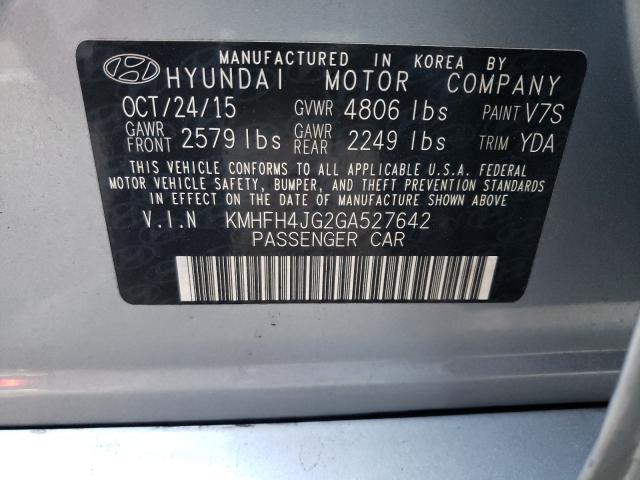 MANUFACTURED IN KOREA BY
HYUNDAI MOTOR COMPANY
OCT/24/15 GVWR 4806 lbs PAINT V7S
GAWR FRONT 2579 lbs GAWR REAR 2249 lbs TRIM YDA
THIS VEHICLE CONFORMS TO ALL APPLICABLE U.S.A. FEDERAL
MOTOR VEHICLE SAFETY, BUMPER, AND THEFT PREVENTION STANDARDS
IN EFFECT ON THE DATE OF MANUFACTURE SHOWN ABOVE
V.I.N KMHFH4JG2GA527642
PASSENGER CAR